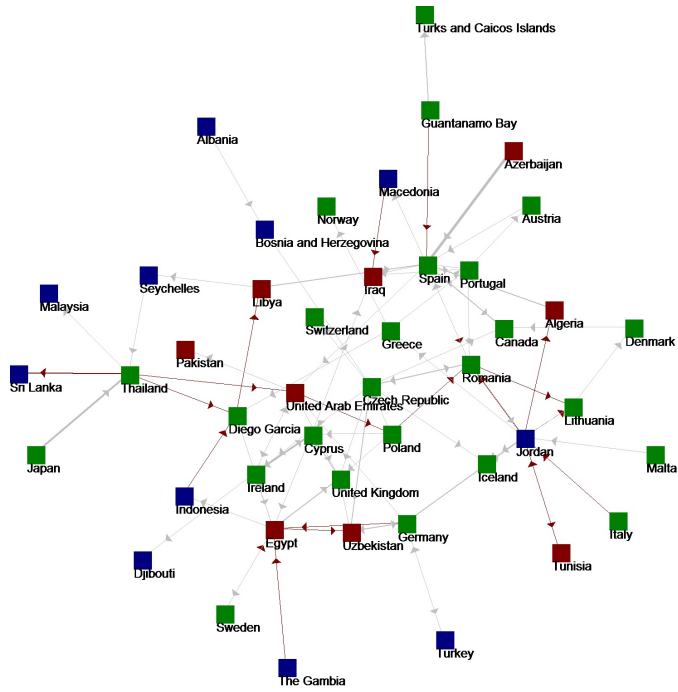 Turks and Caicos Islands
Guantanamo Bay
Albania
Azerbaijan
Macedonia
Norway
Austria
Bosnia and Herzegovina
Seychelles
Libya
Iraq
Spain
Portugal
Malaysia
Algeria
Switzerland
Greece
Canada
Denmark
Pakistan
Sri Lanka
Thailand
Romania
United Arab Emirates
Czech Republic
Diego Garcia
Lithuania
Cyprus
Poland
Jordan
Japan
Malta
Ireland
United Kingdom
Iceland
Indonesia
Egypt
Uzbekistan
Germany
Italy
Djibouti
Tunisia
Sweden
Turkey
The Gambia